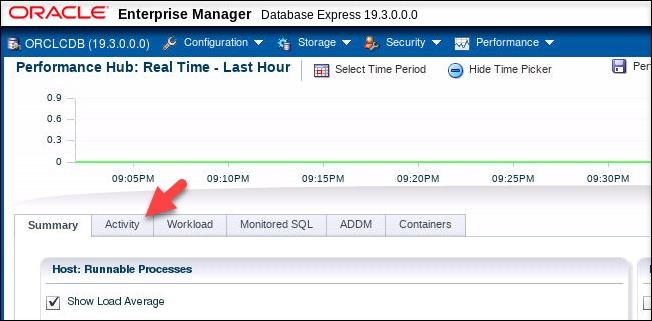 ORACLE Enterprise Manager Database Express 19.3.0.0.0
ORCLCDB (19.3.0.0.0) Configuration Storage Security Performance
Performance Hub: Real Time - Last Hour Select Time Period Hide Time Picker
0.9
0.6
0.3
0
09:05PM 09:10PM 09:15PM 09:20PM 09:25PM 09:30PM
Summary Activity Workload Monitored SQL ADDM Containers
Host: Runnable Processes
Show Load Average